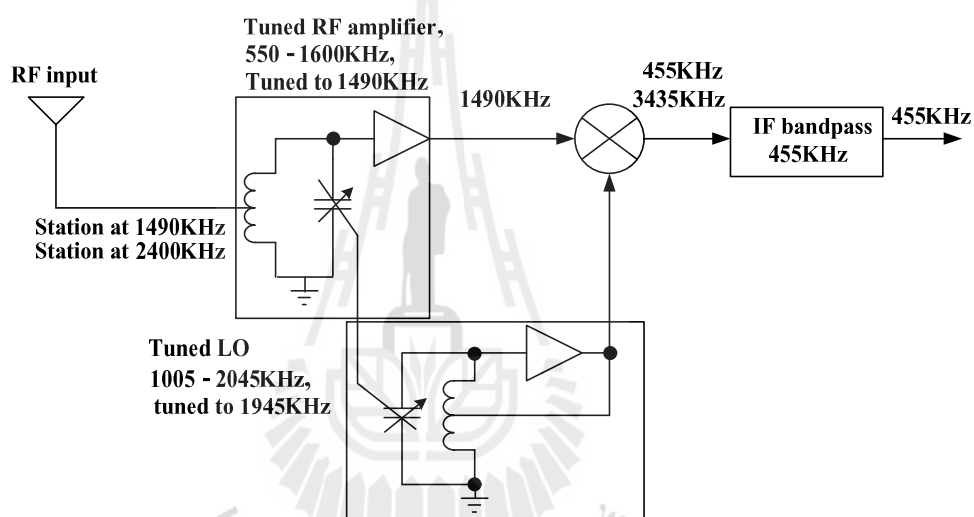 Tuned RF amplifier,
550 - 1600KHz,
Tuned to 1490KHz
RF input
1490KHz
455KHz
3435KHz
IF bandpass
455KHz
455KHz
Station at 1490KHz
Station at 2400KHz
Tuned LO
1005 - 2045KHz,
tuned to 1945KHz